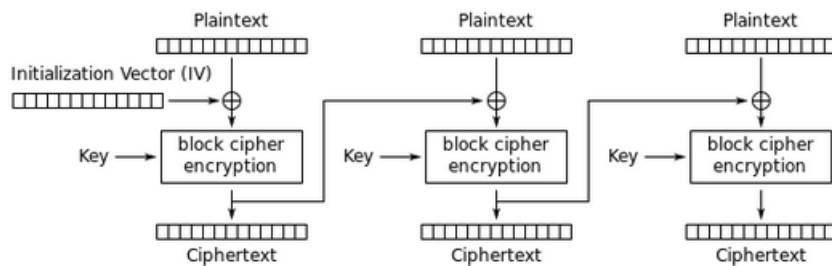 Plaintext
Plaintext
Plaintext
Initialization Vector (IV)
Key
block cipher
encryption
Key
block cipher
encryption
Key
block cipher
encryption
Ciphertext
Ciphertext
Ciphertext